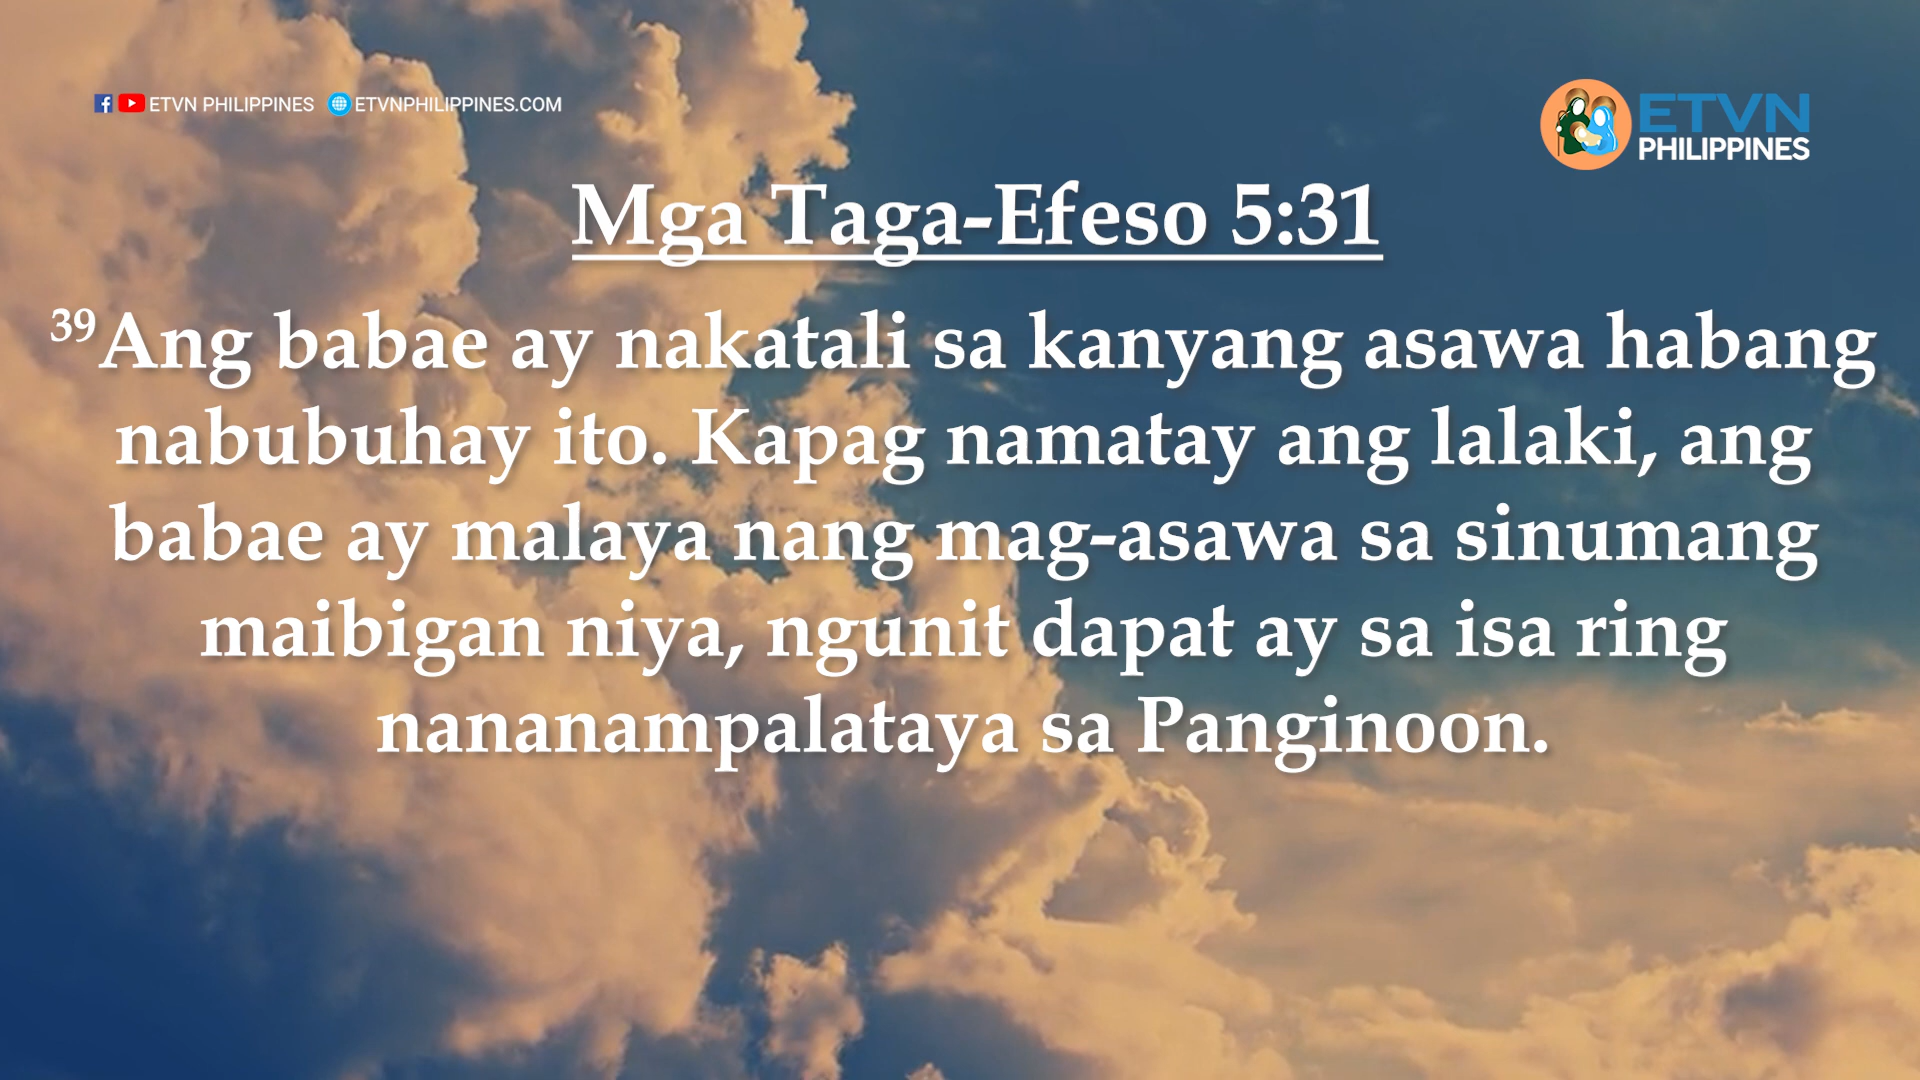 ETVN PHILIPPINES ETVNPHILIPPINES.COM
ETVN
PHILIPPINES
Mga Taga-Efeso 5:31
39Ang babae ay nakatali sa kanyang asawa habang
nabubuhay ito. Kapag namatay ang lalaki, ang
babae ay malaya nang mag-asawa sa sinumang
maibigan niya, ngunit dapat ay sa isa ring
nananampalataya sa Panginoon.